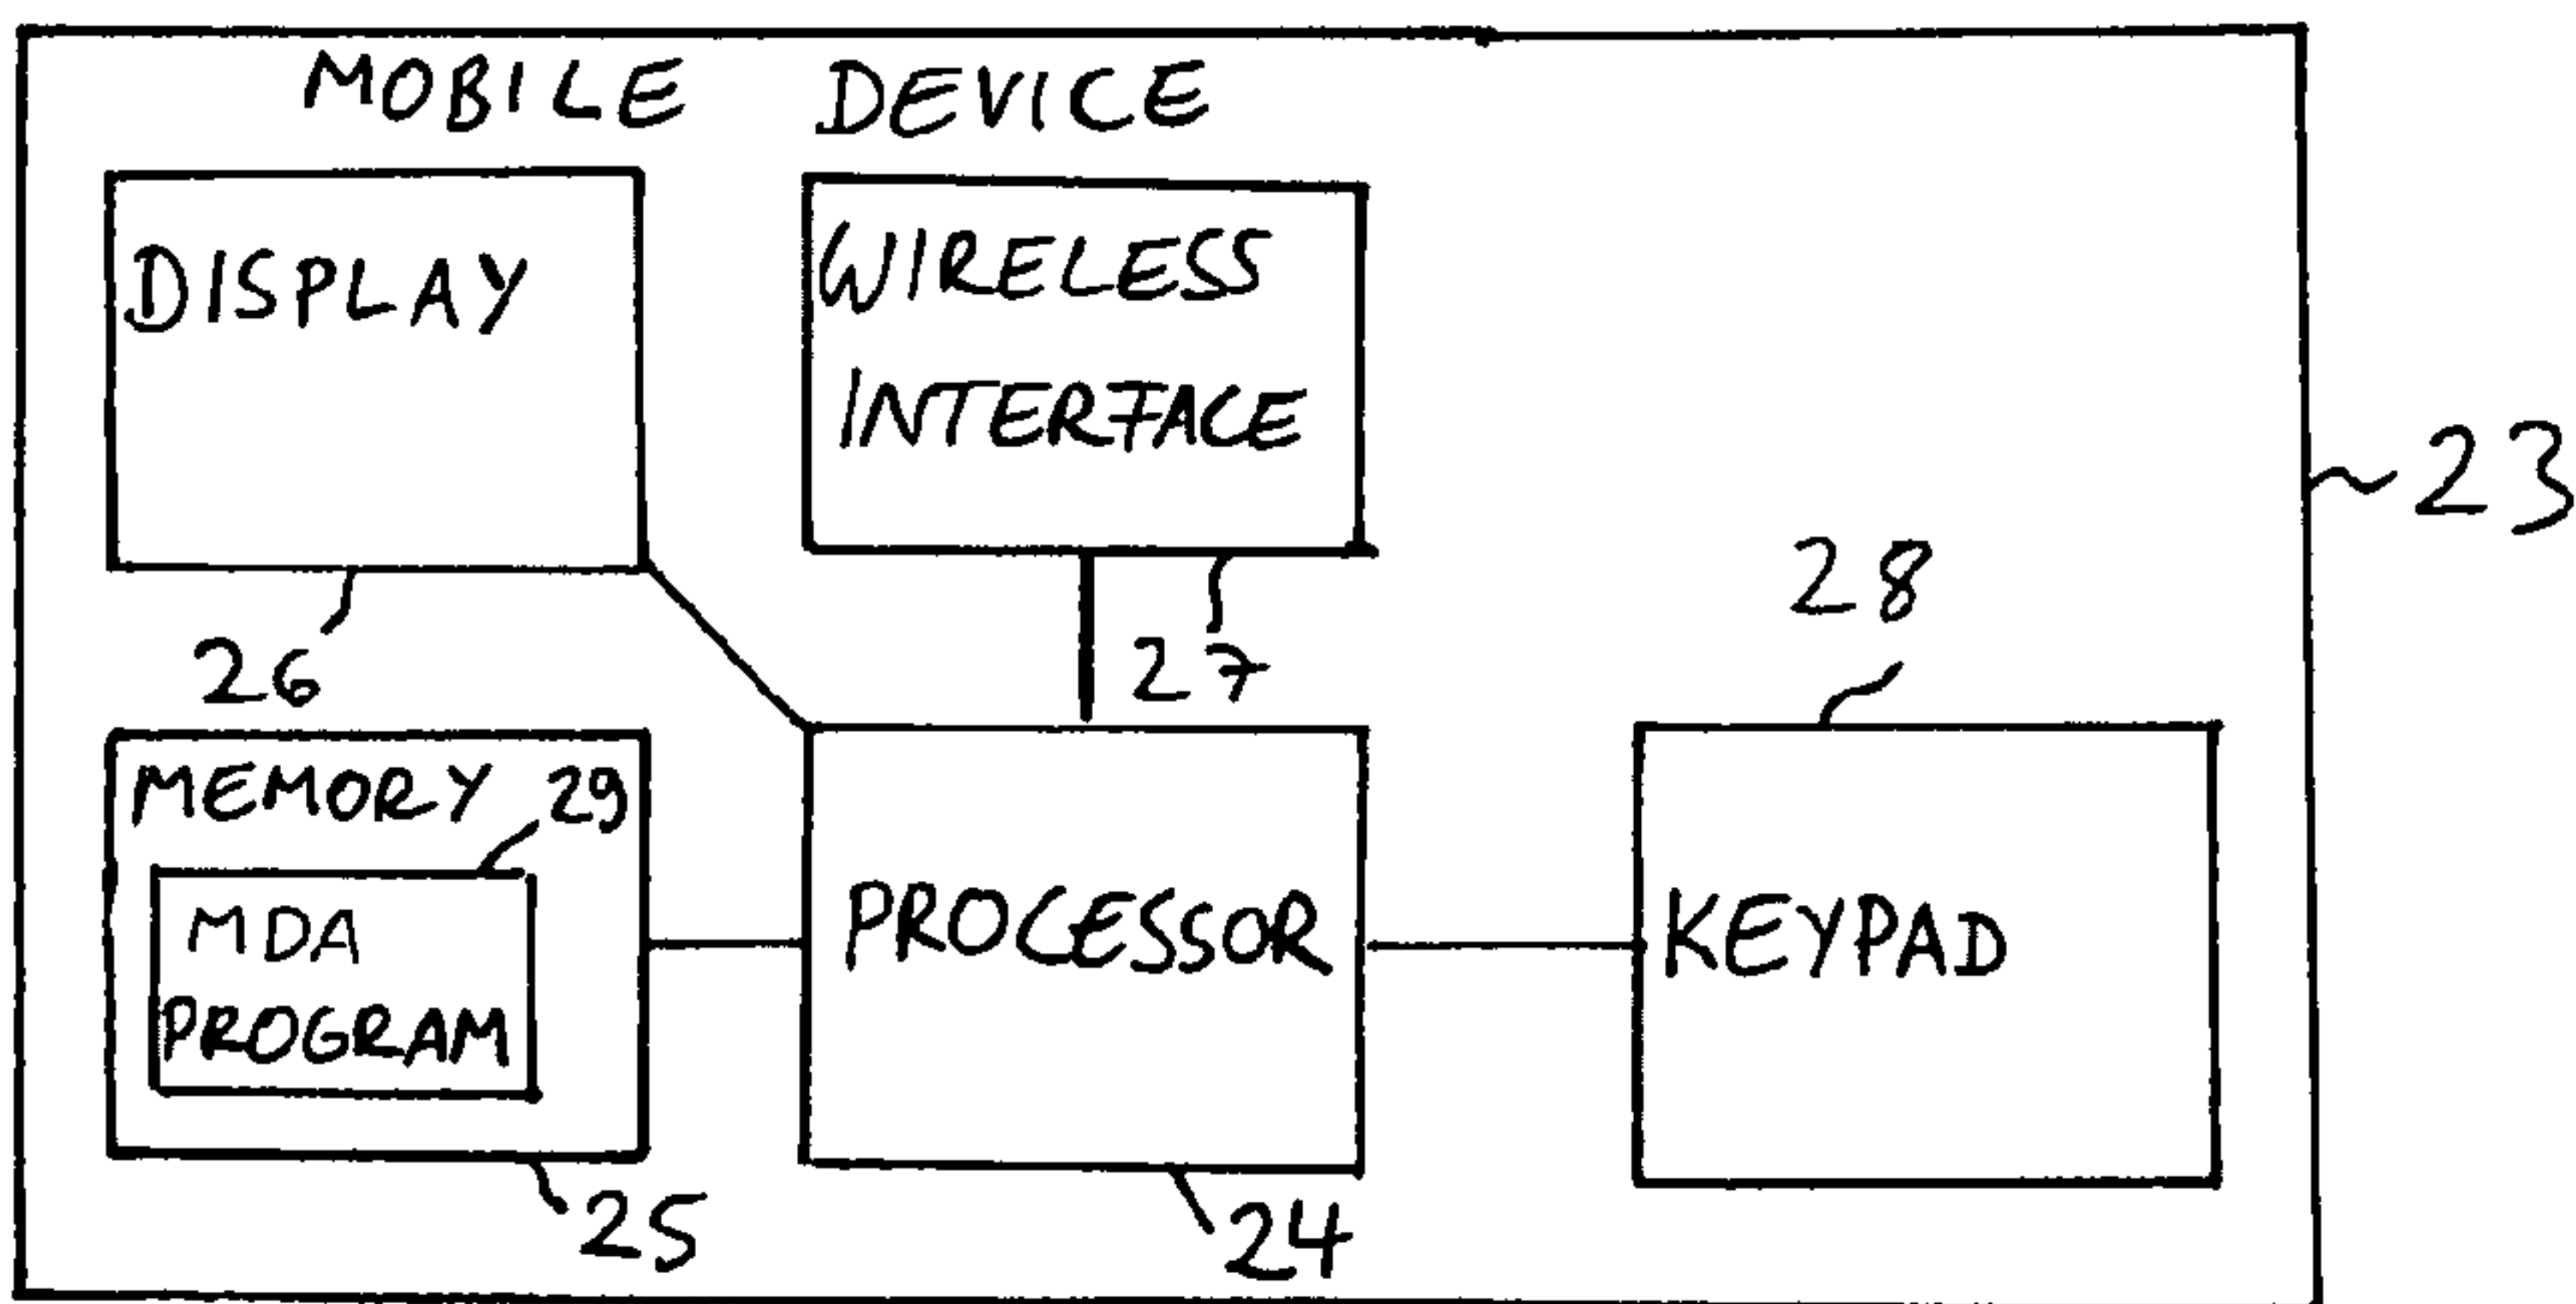 MOBILE DEVICE
DISPLAY
26
WIRELESS
INTERFACE
27
23
28
MEMORY
29
MDA
PROGRAM
25
PROCESSOR
24
KEYPAD